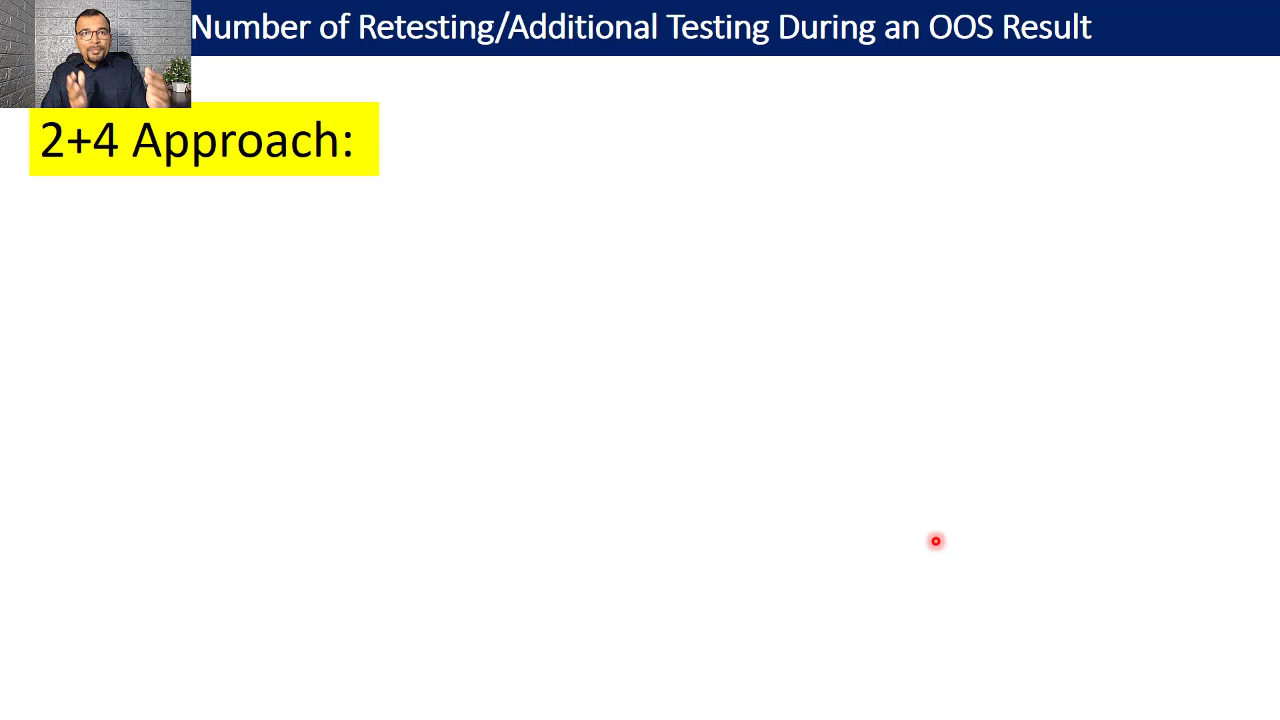 Number of Retesting/Additional Testing During an OOS Result
2+4 Approach: